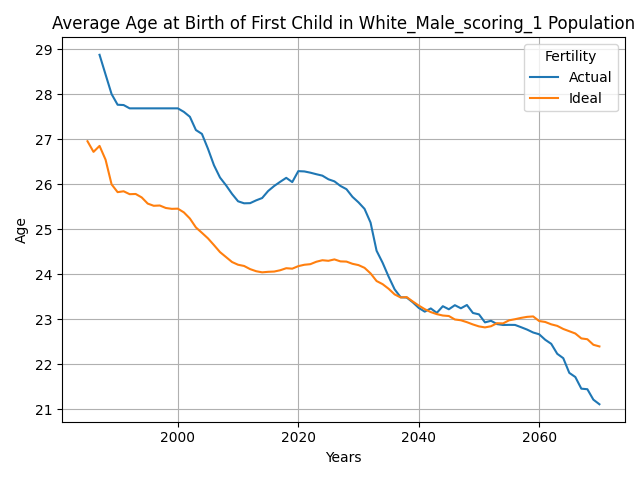 Average Age at Birth of First Child in White_Male_scoring_1 Population
Fertility
Actual
Ideal
Age
29
28
27
26
25
24
23
22
21
2000
2020
2040
2060
Years